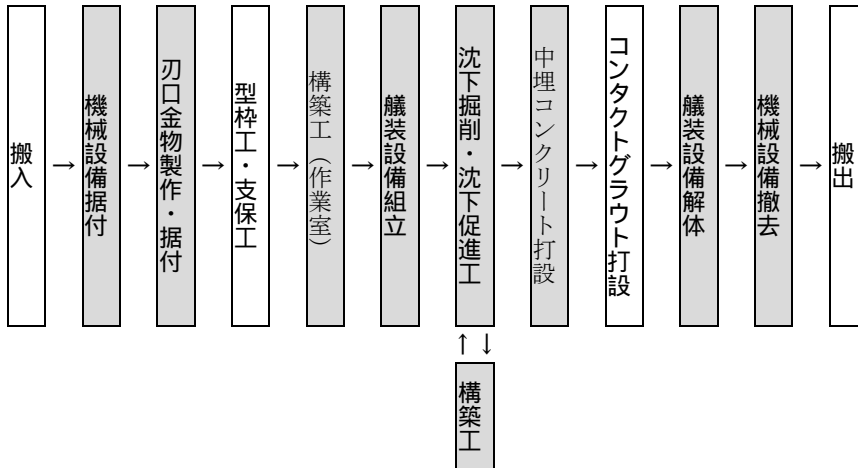 搬入
→
機械設備据付
→
刃口金物製作・据付
→
型枠工・支保工
→
構築工（作業室）
→
艤装設備組立
→
沈下掘削・沈下促進工
→
中埋コンクリート打設
→
コンタクトグラウト打設
→
艤装設備解体
→
機械設備撤去
→
搬出
↑↓
構築工